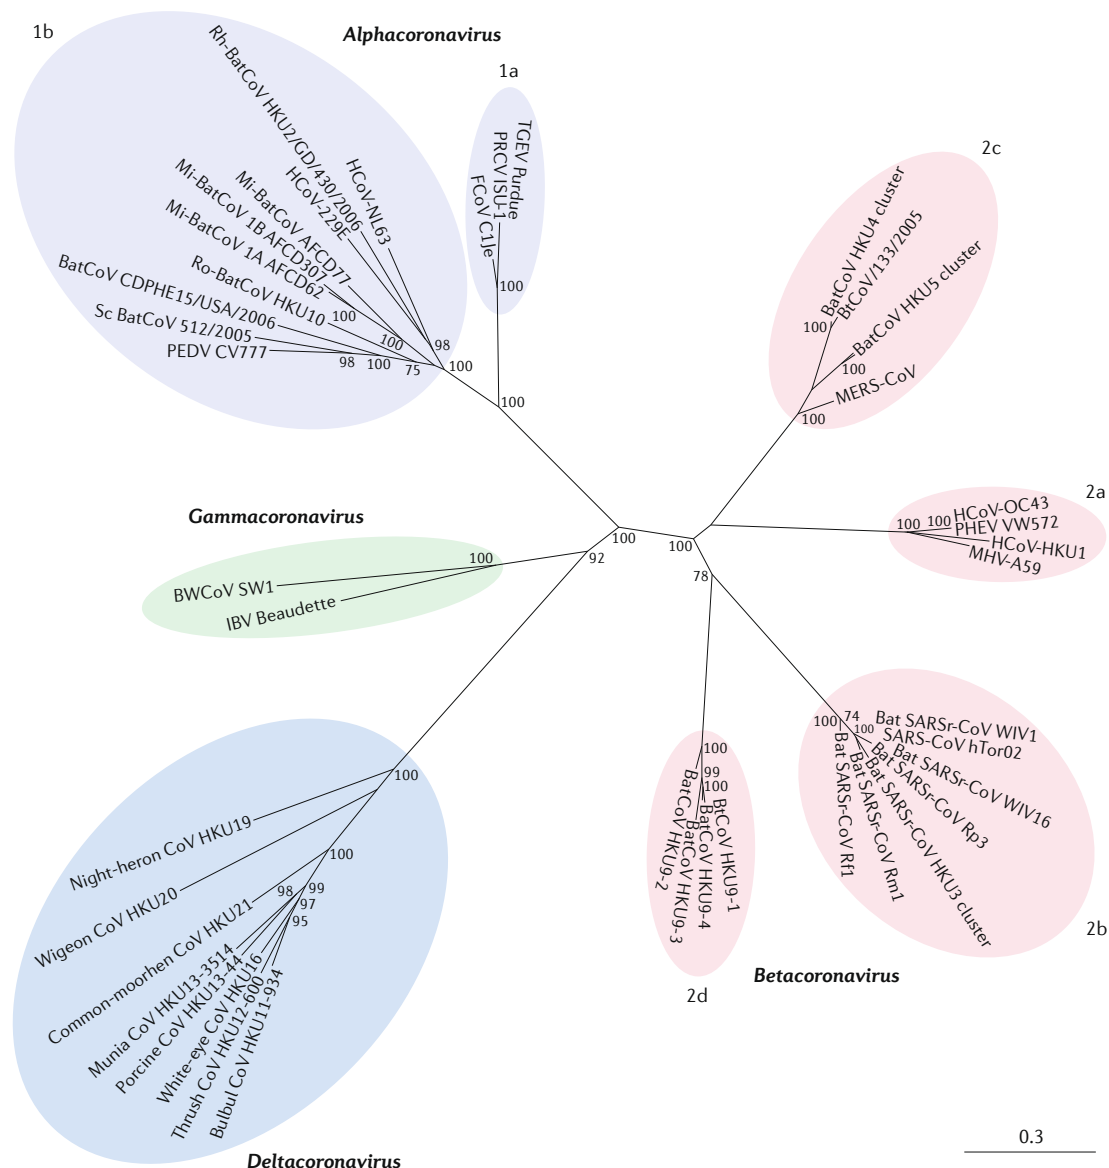 1b
Alphacoronavirus
1a
Rh-BatCoV HKU2/GD/430/2006
HCoV-NL63
HCoV-229E
Mi-BatCoV AFCD77
Mi-BatCoV 1B AFCD307
Mi-BatCoV 1A AFCD62
Ro-BatCoV HKU10
BatCoV CDPHE15/USA/2006
Sc BatCoV 512/2005
PEDV CV777
100
100
98
98
100
75
100
TGEV Purdue
PRCV ISU-1
FCoV C1Je
100
100
2c
BatCoV HKU4 cluster
BtCoV/133/2005
BatCoV HKU5 cluster
MERS-CoV
100
100
100
2a
HCoV-OC43
PHEV VW572
HCoV-HKU1
MHV-A59
100
100
Gammacoronavirus
100
BWCoV SW1
IBV Beaudette
92
100
100
78
74
100
100
Bat SARSr-CoV WIV1
SARS-CoV hTor02
Bat SARSr-CoV WIV16
Bat SARSr-CoV Rp3
Bat SARSr-CoV HKU3 cluster
Bat SARSr-CoV Rm1
Bat SARSr-CoV Rf1
2b
100
99
100
BtCoV HKU9-1
BatCoV HKU9-4
BatCoV HKU9-3
BatCoV HKU9-2
2d
Betacoronavirus
100
Night-heron CoV HKU19
Wigeon CoV HKU20
100
Common-moorhen CoV HKU21
98
99
97
95
Munia CoV HKU13-3514
Porcine CoV HKU13-44
White-eye CoV HKU16
Thrush CoV HKU12-600
Bulbul CoV HKU11-934
Deltacoronavirus
0.3